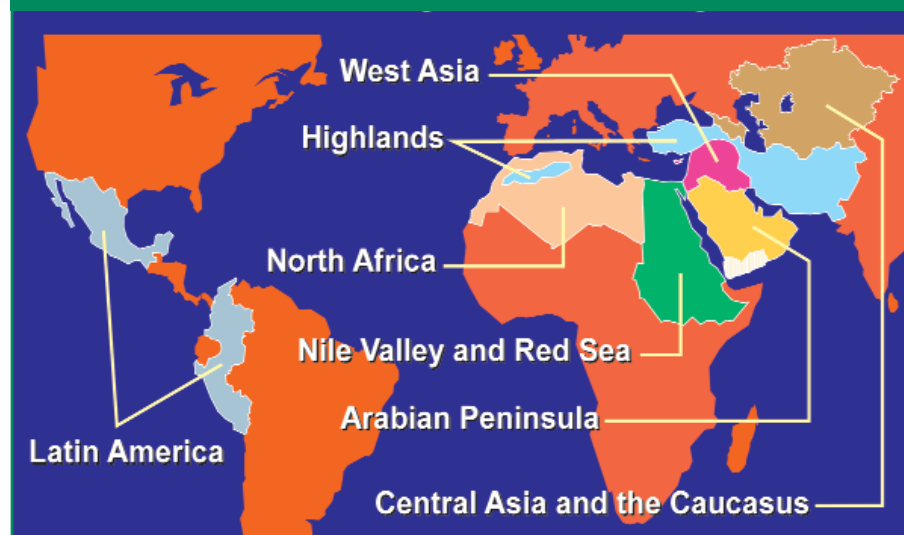 West Asia
Highlands
North Africa
Nile Valley and Red Sea
Arabian Peninsula
Latin America
Central Asia and the Caucasus